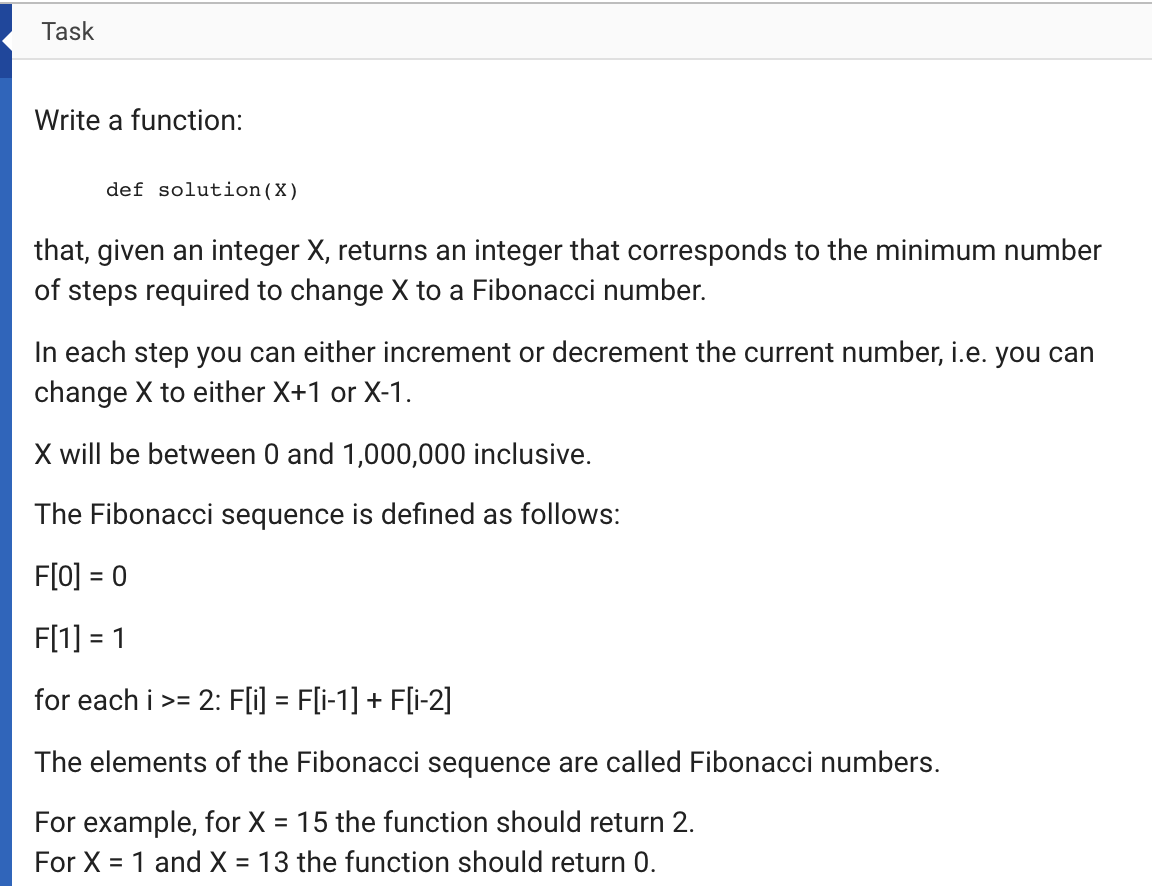 Task
Write a function:
def solution(X)
that, given an integer X, returns an integer that corresponds to the minimum number
of steps required to change X to a Fibonacci number.
In each step you can either increment or decrement the current number, i.e. you can
change X to either X+1 or X-1.
X will be between 0 and 1,000,000 inclusive.
The Fibonacci sequence is defined as follows:
F[0] = 0
F[1] = 1
for each i >= 2: F[i] = F[i-1] + F[i-2]
The elements of the Fibonacci sequence are called Fibonacci numbers.
For example, for X = 15 the function should return 2.
For X = 1 and X = 13 the function should return 0.